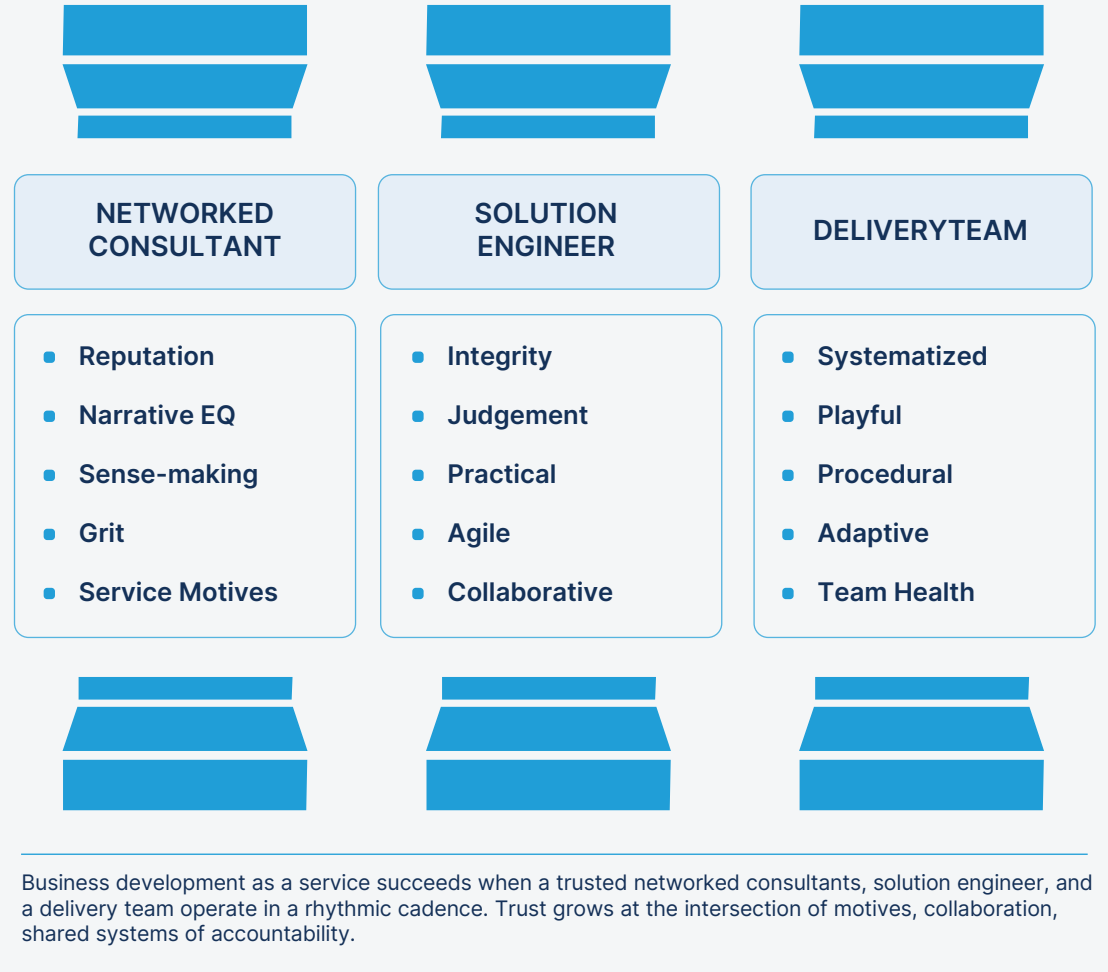 NETWORKED
CONSULTANT
SOLUTION
ENGINEER
DELIVERYTEAM
Reputation
Narrative EQ
Sense-making
Grit
Service Motives
Integrity
Judgement
Practical
Agile
Collaborative
Systematized
Playful
Procedural
Adaptive
Team Health
Business development as a service succeeds when a trusted networked consultants, solution engineer, and
a delivery team operate in a rhythmic cadence. Trust grows at the intersection of motives, collaboration,
shared systems of accountability.